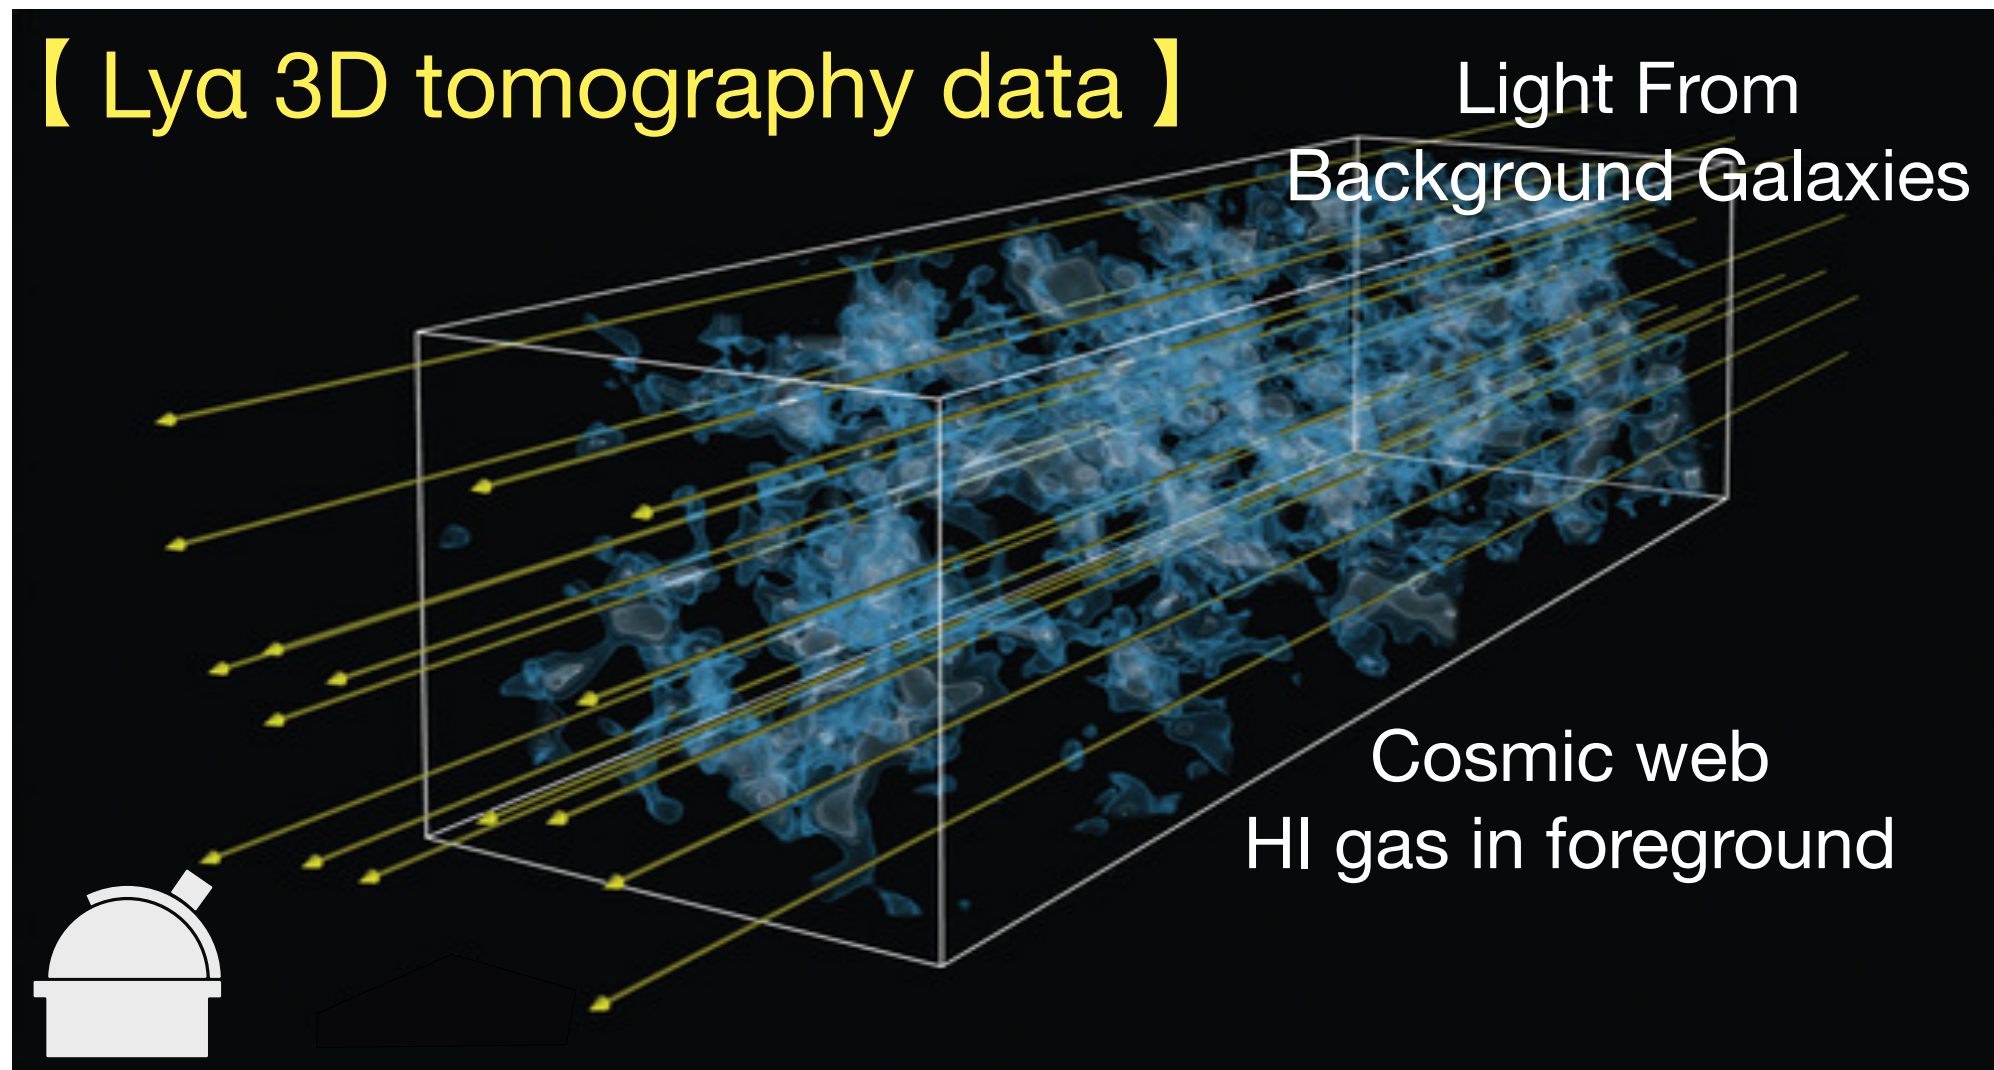 【 Lyα 3D tomography data 】
Light From
Background Galaxies
Cosmic web
HI gas in foreground